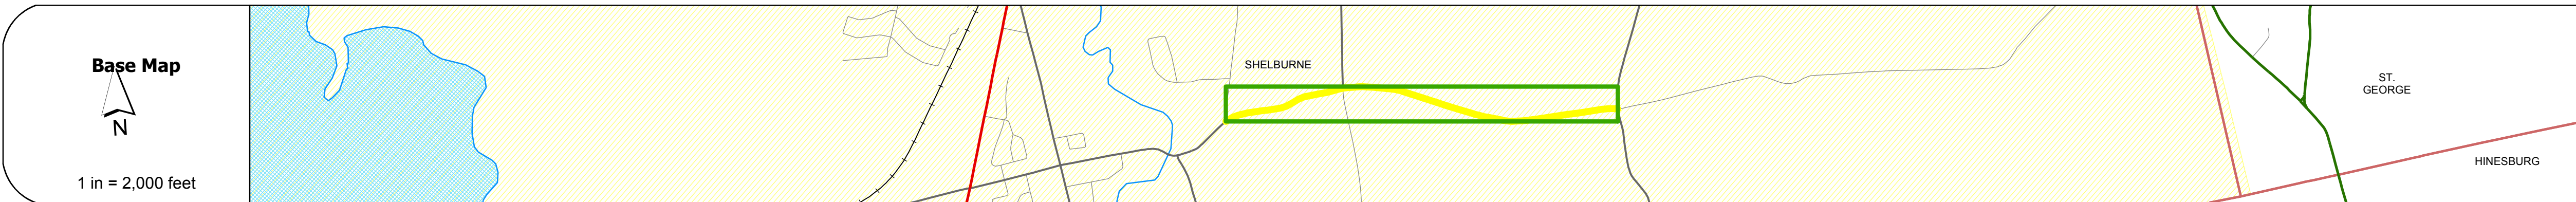 Base Map
N
1 in = 2,000 feet
SHELBURNE
ST.
GEORGE
HINESBURG